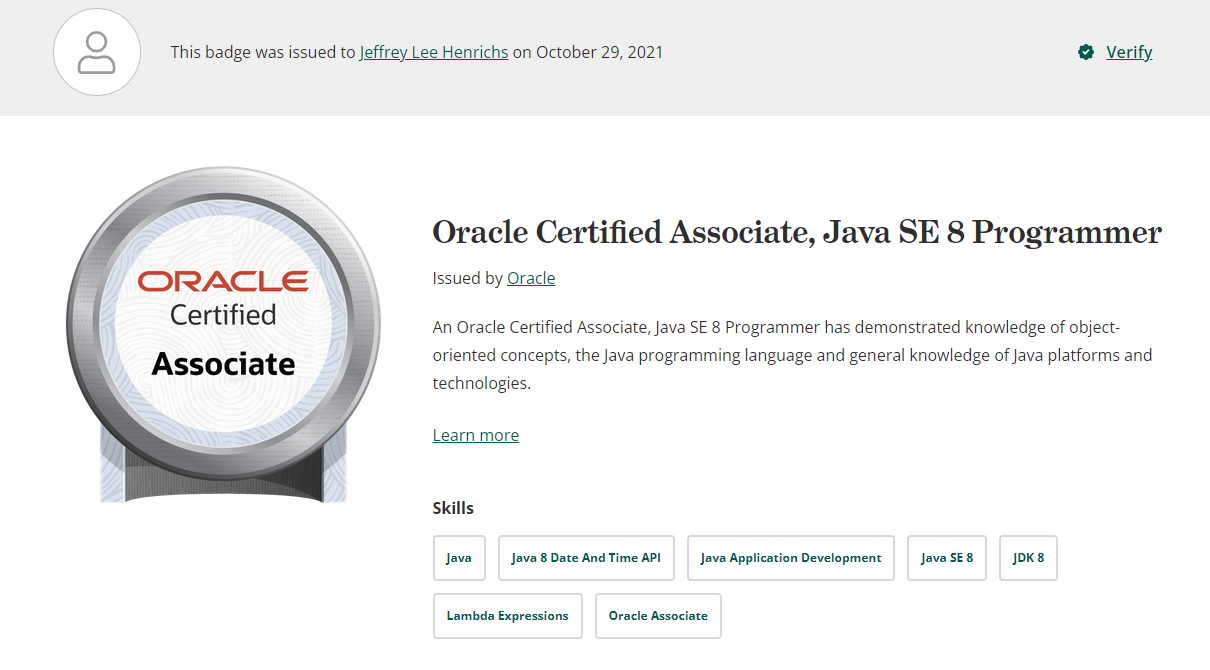 This badge was issued to Jeffrey Lee Henrichs on October 29, 2021
Verify
ORACLE
Certified
Associate
Oracle Certified Associate, Java SE 8 Programmer
Issued by Oracle
An Oracle Certified Associate, Java SE 8 Programmer has demonstrated knowledge of object-
oriented concepts, the Java programming language and general knowledge of Java platforms and
technologies.
Learn more
Skills
Java
Java 8 Date And Time API
Java Application Development
Java SE 8
JDK 8
Lambda Expressions
Oracle Associate